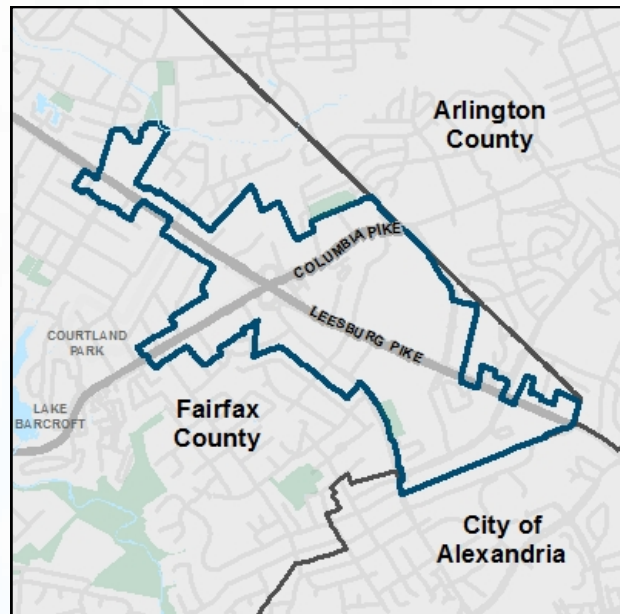 Arlington
County
COLUMBIA PIKE
LEESBURG PIKE
COURTLAND
PARK
LAKE
BARCROFT
Fairfax
County
City of
Alexandria